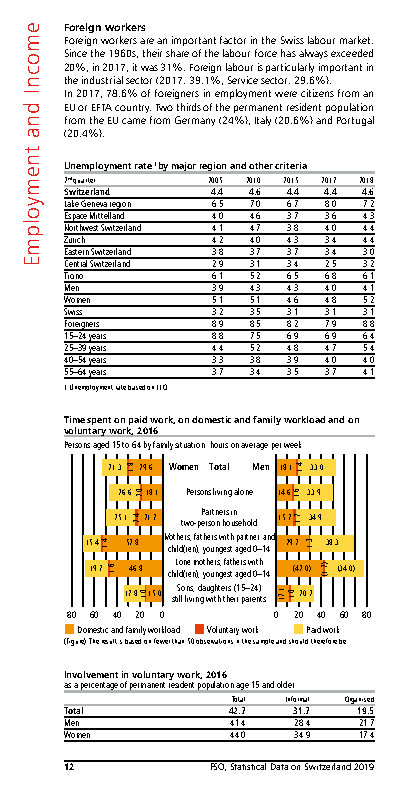 Employment and Income
Foreign workers
Foreign workers are an important factor in the Swiss labour market.
Since the 1960s, their share of the labour force has always exceeded
20%, in 2017, it was 31%. Foreign labour is particularly important in
the industrial sector (2017: 39.1%, Service sector: 29.6%).
In 2017, 78.6% of foreigners in employment were citizens from an
EU or EFTA country. Two thirds of the permanent resident population
from the EU came from Germany (24%), Italy (20.6%) and Portugal
(20.4%).
Unemployment rate ¹ by major region and other criteria
2nd quarter 2005 2010 2015 2017 2018
Switzerland 4.4 4.6 4.4 4.4 4.6
Lake Geneva region 6.5 7.0 6.7 8.0 7.2
Espace Mittelland 4.0 4.6 3.7 3.6 4.3
Northwest Switzerland 4.1 4.7 3.8 4.0 4.4
Zurich 4.2 4.0 4.3 3.4 4.4
Eastern Switzerland 3.8 3.7 3.7 3.4 3.0
Central Switzerland 2.9 3.1 3.4 2.5 3.2
Ticino 6.1 5.2 6.5 6.8 6.1
Men 3.9 4.3 4.3 4.0 4.1
Women 5.1 5.1 4.6 4.8 5.2
Swiss 3.2 3.5 3.1 3.1 3.1
Foreigners 8.9 8.5 8.2 7.9 8.8
15–24 years 8.8 7.5 6.9 6.9 6.4
25–39 years 4.4 5.2 4.8 4.7 5.4
40–54 years 3.3 3.8 3.9 4.0 4.0
55–64 years 3.7 3.4 3.5 3.7 4.1
1 Unemployment rate based on ILO
Time spent on paid work, on domestic and family workload and on
voluntary work, 2016
Persons aged 15 to 64 by family situation hours on average per week
21.3 29.6 Women Total Men 18.1 33.0
26.6 18.1 Persons living alone 14.6 33.9
25.1 21.7 Partners in
two-person household 15.7 34.9
15.4 52.8 Mothers, fathers with partner and
child(ren), youngest aged 0–14 29.7 38.3
19.7 46.8 Lone mothers, fathers with
child(ren), youngest aged 0–14 (42.0) (34.0)
17.8 15.0 Sons, daughters (15–24)
still living with their parents 20.7
80 60 40 20 0 0 20 40 60 80
Domestic and family workload Voluntary work Paid work
(Figure): The result is based on fewer than 50 observations in the sample and should therefore be
Involvement in voluntary work, 2016
as a percentage of permanent resident population age 15 and older
Total Informal Organised
Total 42.7 31.7 19.5
Men 41.4 28.4 21.7
Women 44.0 34.9 17.4
12 FSO, Statistical Data on Switzerland 2019